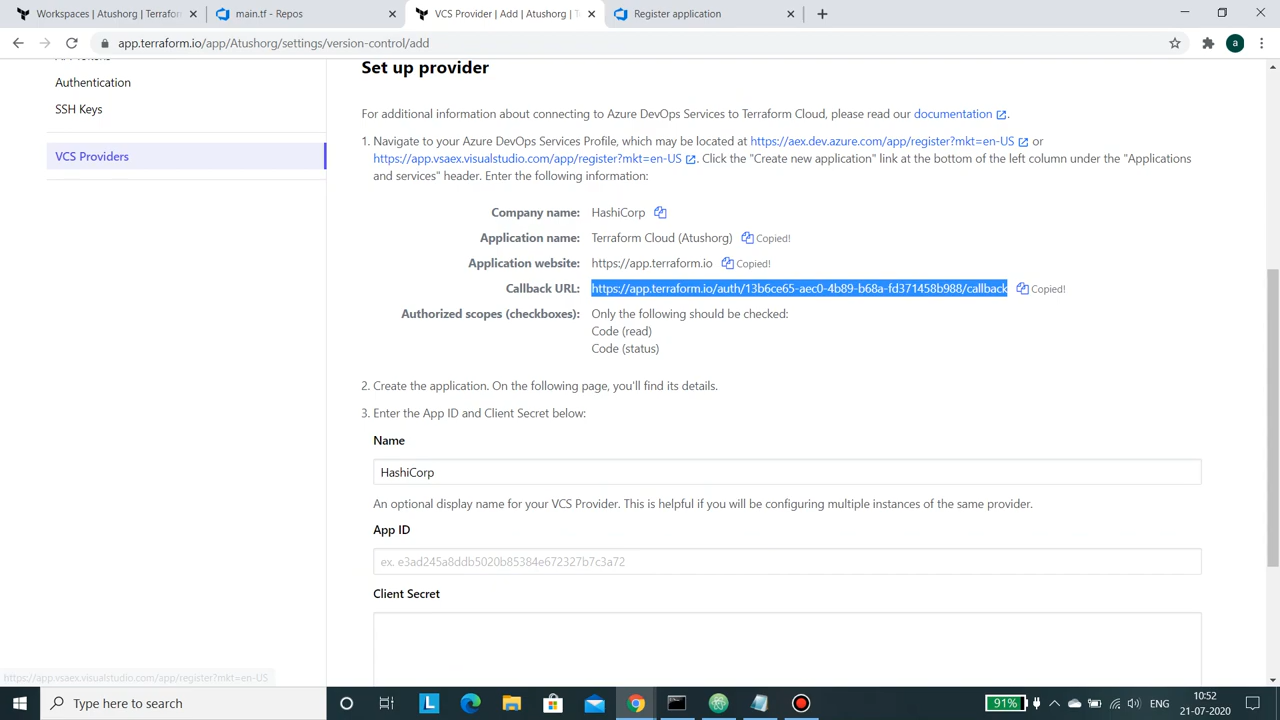 Workspaces | Atushorg | Terrafor
main.tf - Repos
VCS Provider | Add | Atushorg | T
Register application
app.terraform.io/app/Atushorg/settings/version-control/add
a
Authentication
SSH Keys
VCS Providers
Set up provider
For additional information about connecting to Azure DevOps Services to Terraform Cloud, please read our documentation.
1. Navigate to your Azure DevOps Services Profile, which may be located at https://aex.dev.azure.com/app/register?mkt=en-US or
https://app.vsaex.visualstudio.com/app/register?mkt=en-US. Click the "Create new application" link at the bottom of the left column under the "Applications
and services" header. Enter the following information:
Company name: HashiCorp
Application name: Terraform Cloud (Atushorg) Copied!
Application website: https://app.terraform.io Copied!
Callback URL: https://app.terraform.io/auth/13b6ce65-aec0-4b89-b68a-fd371458b988/callback Copied!
Authorized scopes (checkboxes): Only the following should be checked:
Code (read)
Code (status)
2. Create the application. On the following page, you'll find its details.
3. Enter the App ID and Client Secret below:
Name
HashiCorp
An optional display name for your VCS Provider. This is helpful if you will be configuring multiple instances of the same provider.
App ID
ex. e3ad245a8ddb5020b85384e672327b7c3a72
Client Secret
https://app.vsaex.visualstudio.com/app/register?mkt=en-US
Type here to search
91%
ENG
10:52
21-07-2020